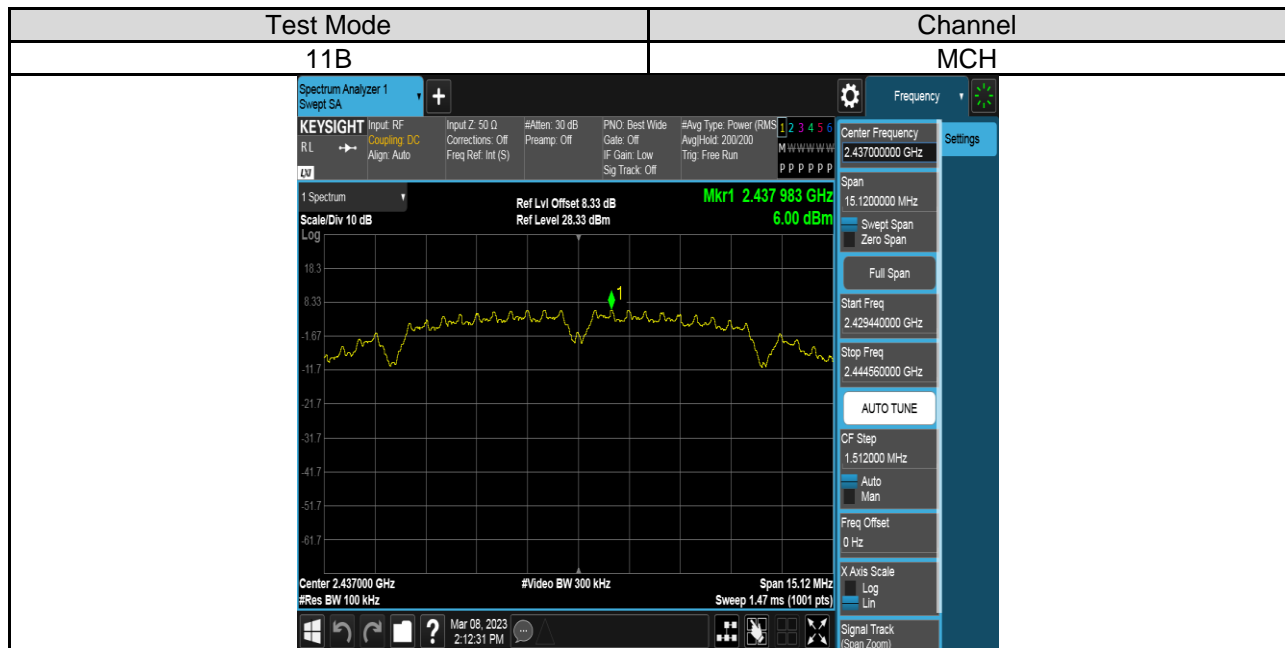 Test Mode Channel
11B MCH
Spectrum Analyzer 1
Swept SA
+
Frequency
KEYSIGHT
RL
LXI
Input: RF
Coupling: DC
Align: Auto
Input Z: 50 Ω
Corrections: Off
Freq Ref: Int (S)
#Atten: 30 dB
Preamp: Off
PNO: Best Wide
Gate: Off
IF Gain: Low
Sig Track: Off
#Avg Type: Power (RMS
Avg|Hold: 200/200
Trig: Free Run
1 2 3 4 5 6
M W W W W W
P P P P P P
1 Spectrum
Scale/Div 10 dB
Ref Lvl Offset 8.33 dB
Ref Level 28.33 dBm
Mkr1 2.437 983 GHz
6.00 dBm
Log
18.3
8.33
-1.67
-11.7
-21.7
-31.7
-41.7
-51.7
-61.7
1
Center 2.437000 GHz
#Res BW 100 kHz
#Video BW 300 kHz
Span 15.12 MHz
Sweep 1.47 ms (1001 pts)
?
Mar 08, 2023
2:12:31 PM
Center Frequency
2.437000000 GHz
Settings
Span
15.1200000 MHz
Swept Span
Zero Span
Full Span
Start Freq
2.429440000 GHz
Stop Freq
2.444560000 GHz
AUTO TUNE
CF Step
1.512000 MHz
Auto
Man
Freq Offset
0 Hz
X Axis Scale
Log
Lin
Signal Track
(Span Zoom)